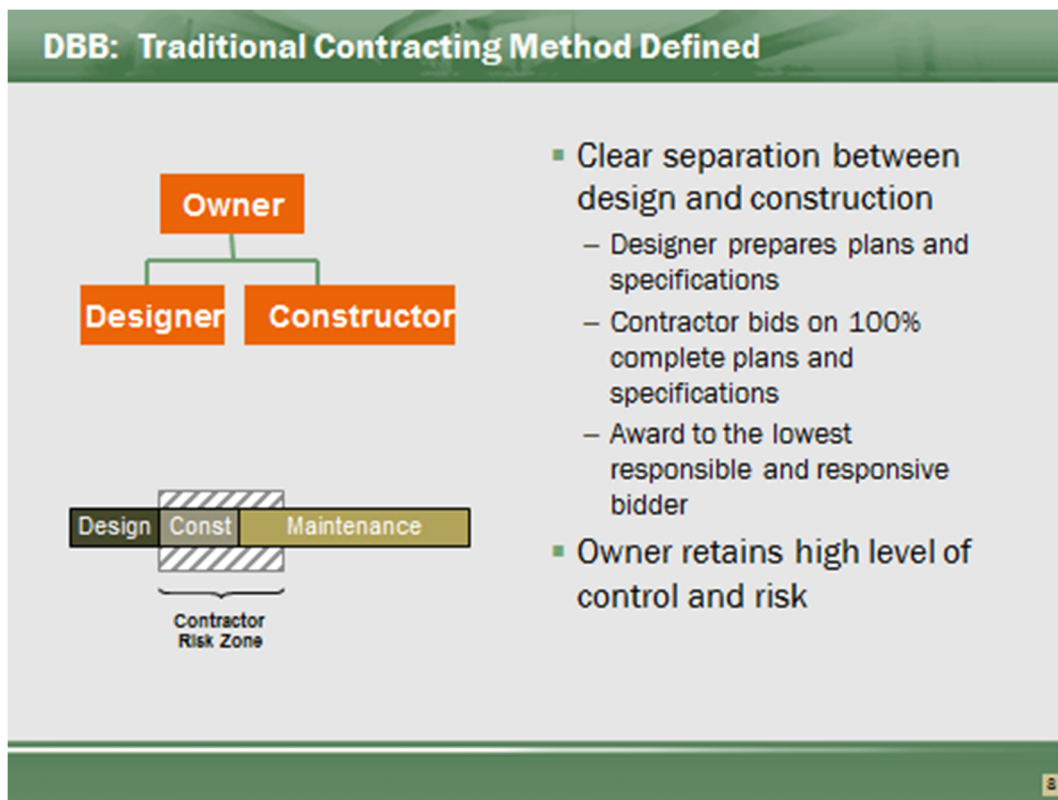 DBB: Traditional Contracting Method Defined
Owner
Designer
Constructor
Design
Const
Maintenance
Contractor
Risk Zone
▪ Clear separation between
design and construction
– Designer prepares plans and
specifications
– Contractor bids on 100%
complete plans and
specifications
– Award to the lowest
responsible and responsive
bidder
▪ Owner retains high level of
control and risk
8